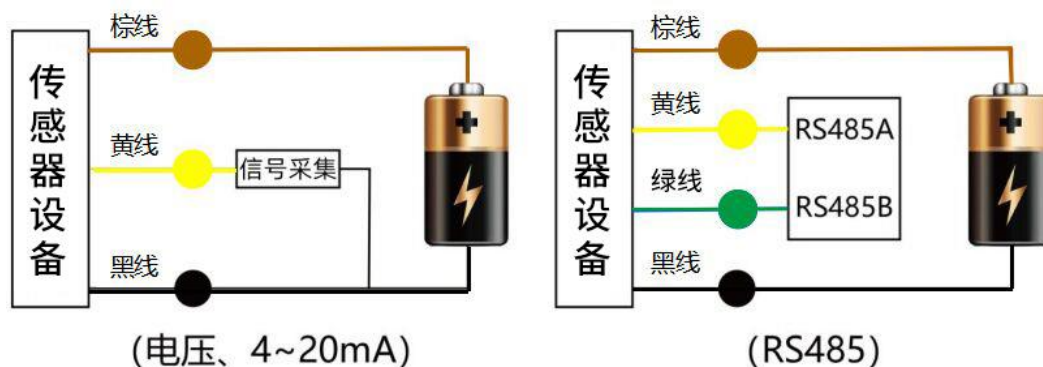 传感器设备
棕线
黄线
信号采集
黑线
(电压、4~20mA)
传感器设备
棕线
黄线
RS485A
绿线
RS485B
黑线
(RS485)